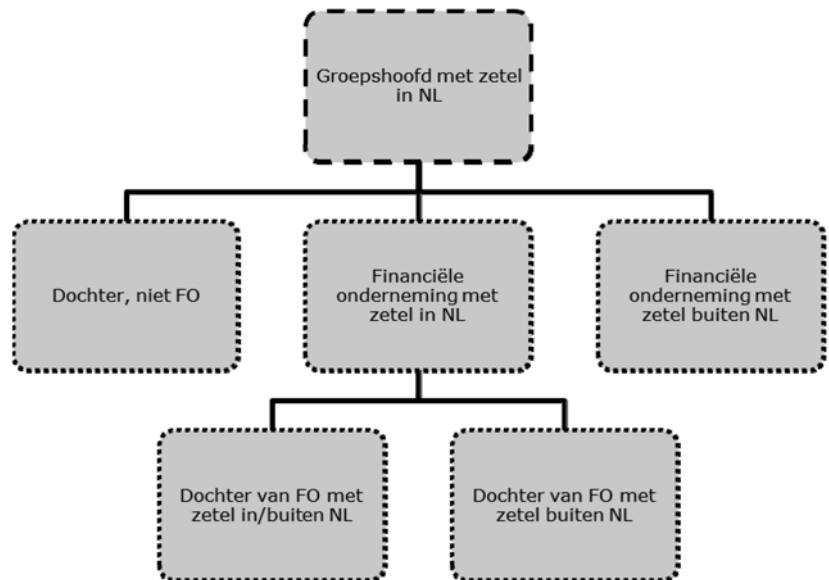 Groepshoofd met zetel
in NL
Dochter, niet FO
Financiële
onderneming met
zetel in NL
Financiële
onderneming met
zetel buiten NL
Dochter van FO met
zetel in/buiten NL
Dochter van FO met
zetel buiten NL